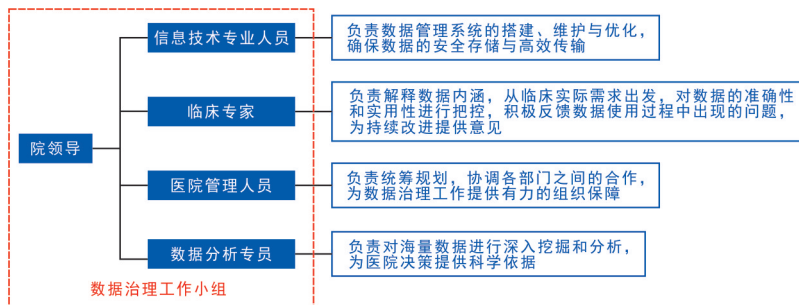 信息技术专业人员
负责数据管理系统的搭建、维护与优化，
确保数据的安全存储与高效传输
临床专家
负责解释数据内涵，从临床实际需求出发，对数据的准确性
和实用性进行把控，积极反馈数据使用过程中出现的问题，
为持续改进提供意见
院领导
医院管理人员
负责统筹规划，协调各部门之间的合作，
为数据治理工作提供有力的组织保障
数据分析专员
负责对海量数据进行深入挖掘和分析，
为医院决策提供科学依据
数据治理工作小组